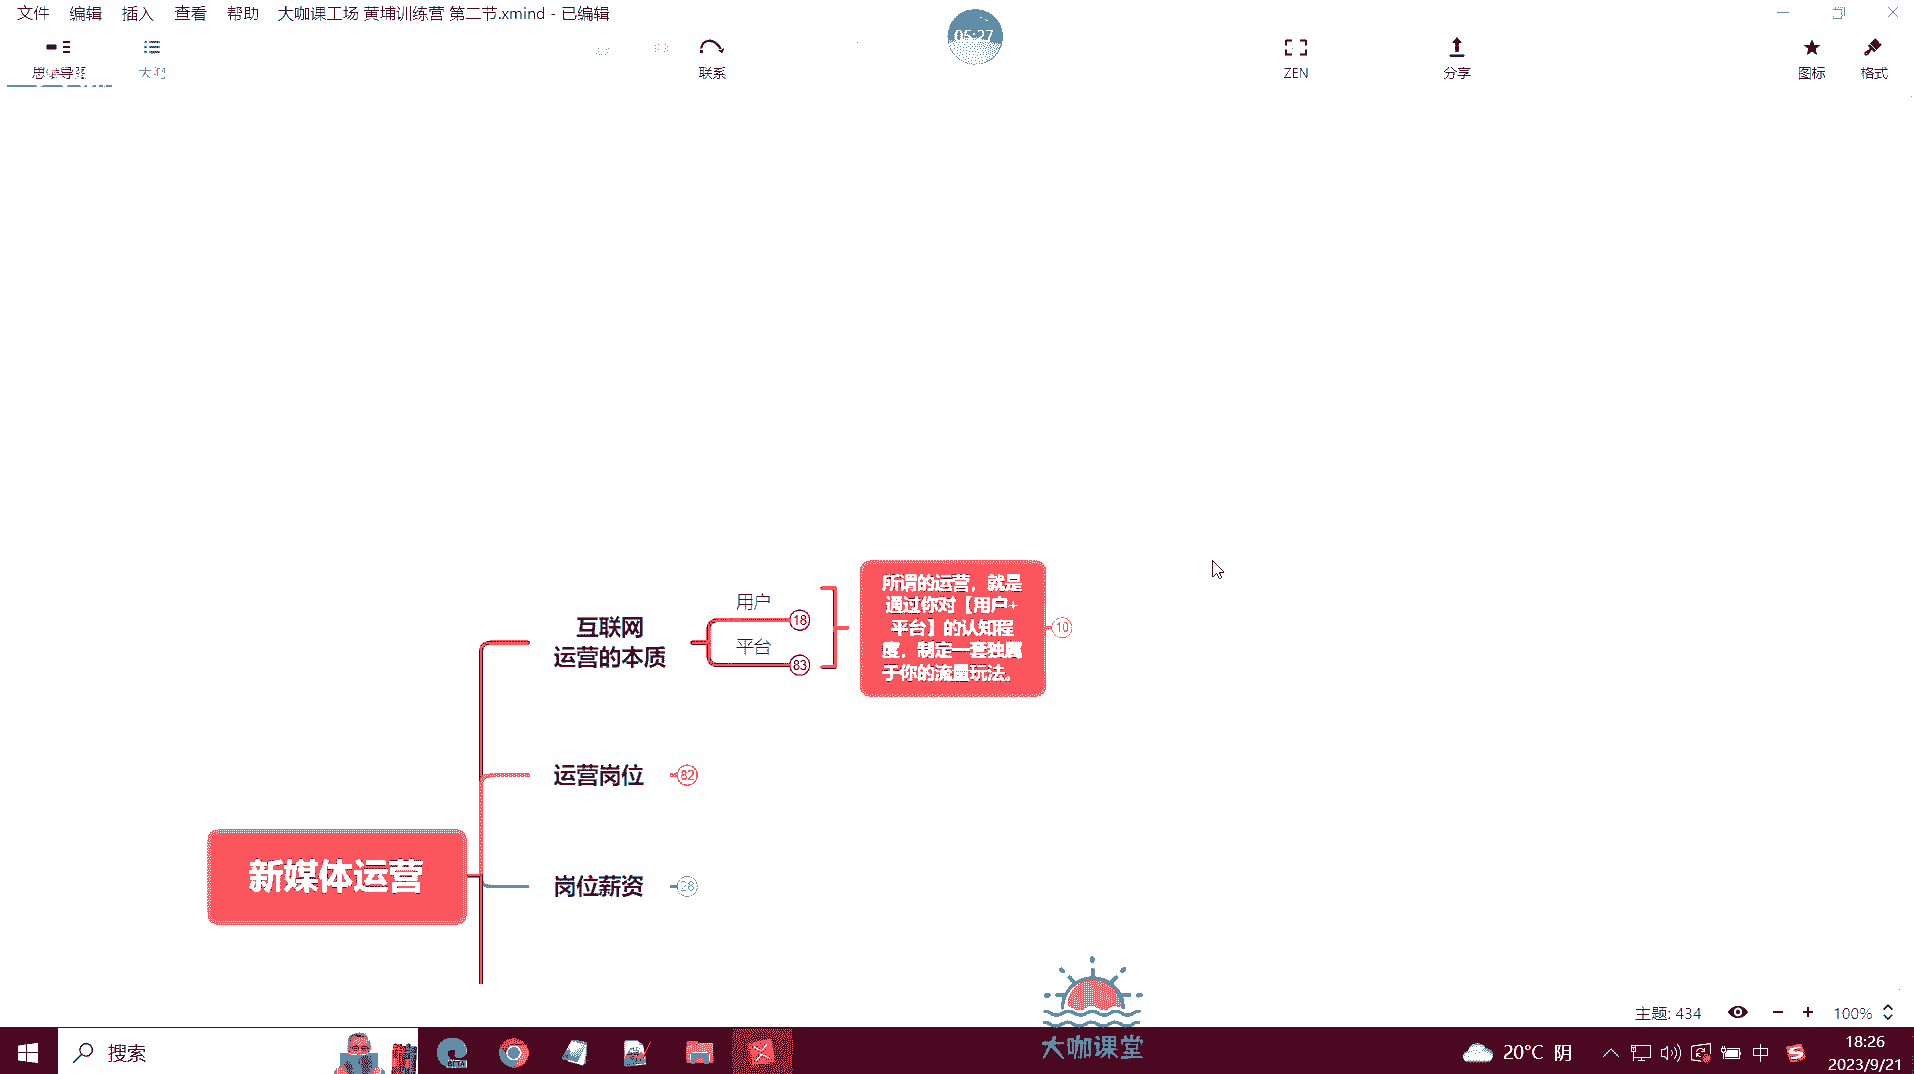 文件 编辑 插入 查看 帮助 大咖课工场 黄埔训练营 第二节.xmind - 已编辑
05:27
思维导图
联系
ZEN
分享
图标
格式
所谓的运营，就是
通过你对【用户+
平台】的认知程
度，制定一套独属
于你的流量玩法。
10
用户
18
平台
83
互联网
运营的本质
运营岗位
82
新媒体运营
岗位薪资
28
主题: 434
100%
大咖课堂
搜索
20°C 阴
中
18:26
2023/9/21